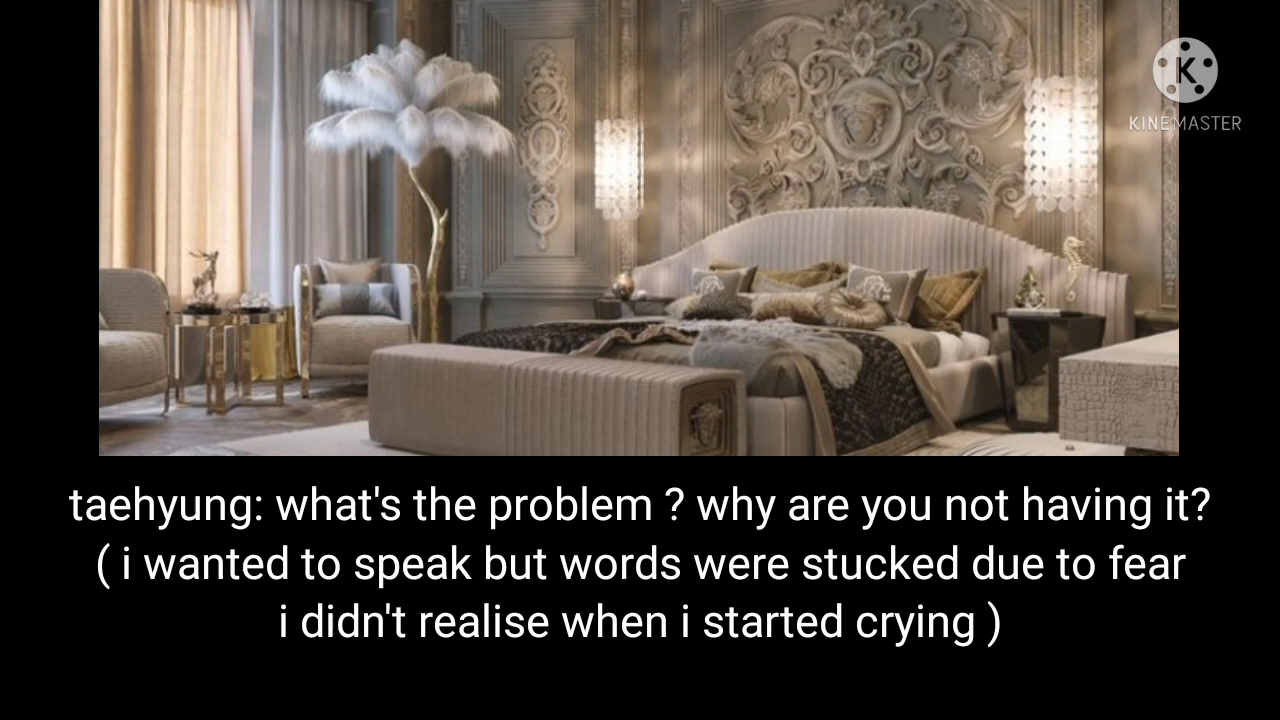 K
KINEMASTER
taehyung: what's the problem ? why are you not having it?
( i wanted to speak but words were stucked due to fear
i didn't realise when i started crying )